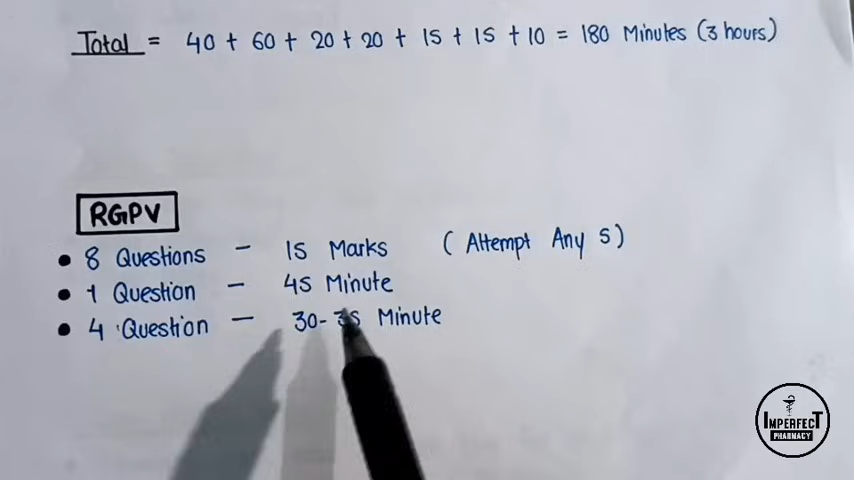 Total = 40 + 60 + 20 + 20 + 15 + 15 + 10 = 180 Minutes (3 hours)
RGPV
• 8 Questions - 15 Marks (Attempt Any 5)
• 1 Question - 45 Minute
• 4 Question - 30-35 Minute
IMPERFECT
PHARMACY